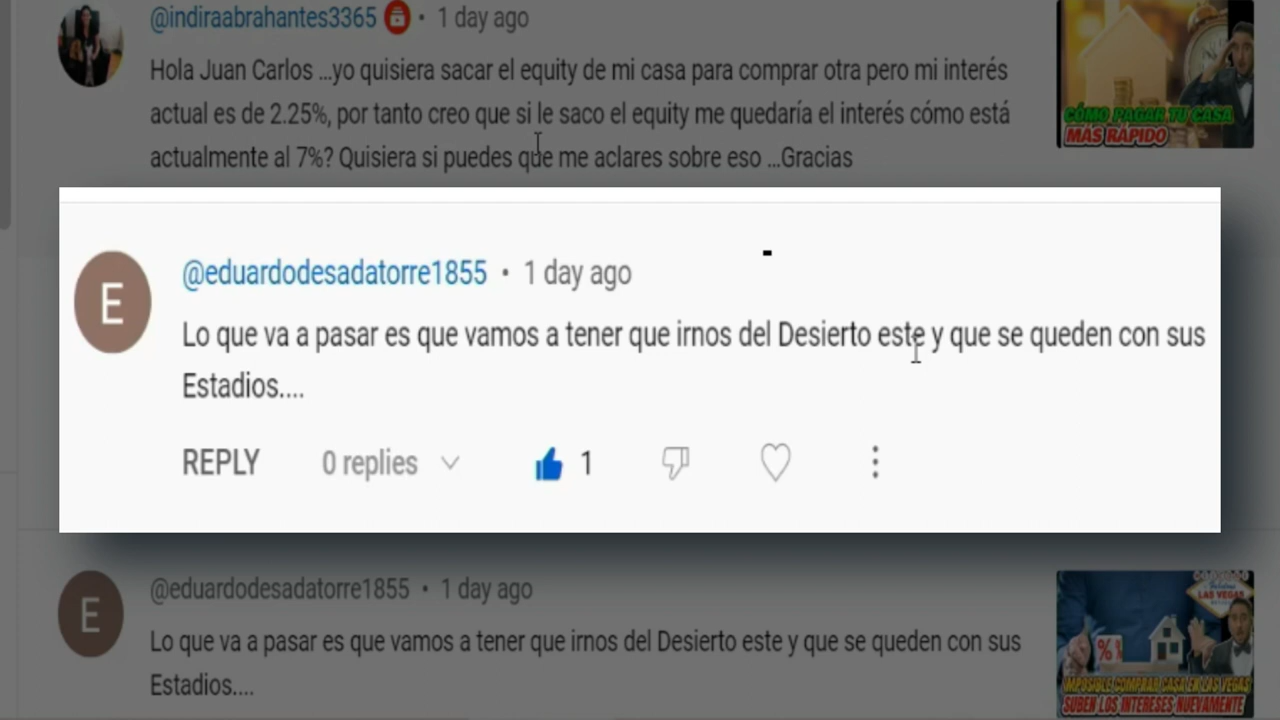 @indiraabrahantes3365 • 1 day ago
Hola Juan Carlos ...yo quisiera sacar el equity de mi casa para comprar otra pero mi interés
actual es de 2.25%, por tanto creo que si le saco el equity me quedaría el interés cómo está
actualmente al 7%? Quisiera si puedes que me aclares sobre eso ...Gracias
CÓMO PAGAR TU CASA
MÁS RÁPIDO
E
@eduardodesadatorre1855 • 1 day ago
Lo que va a pasar es que vamos a tener que irnos del Desierto este y que se queden con sus
Estadios....
REPLY 0 replies 1
E
@eduardodesadatorre1855 • 1 day ago
Lo que va a pasar es que vamos a tener que irnos del Desierto este y que se queden con sus
Estadios....
LAS VEGAS
%
IMPOSIBLE COMPRAR CASA EN LAS VEGAS
SUBEN LOS INTERESES NUEVAMENTE